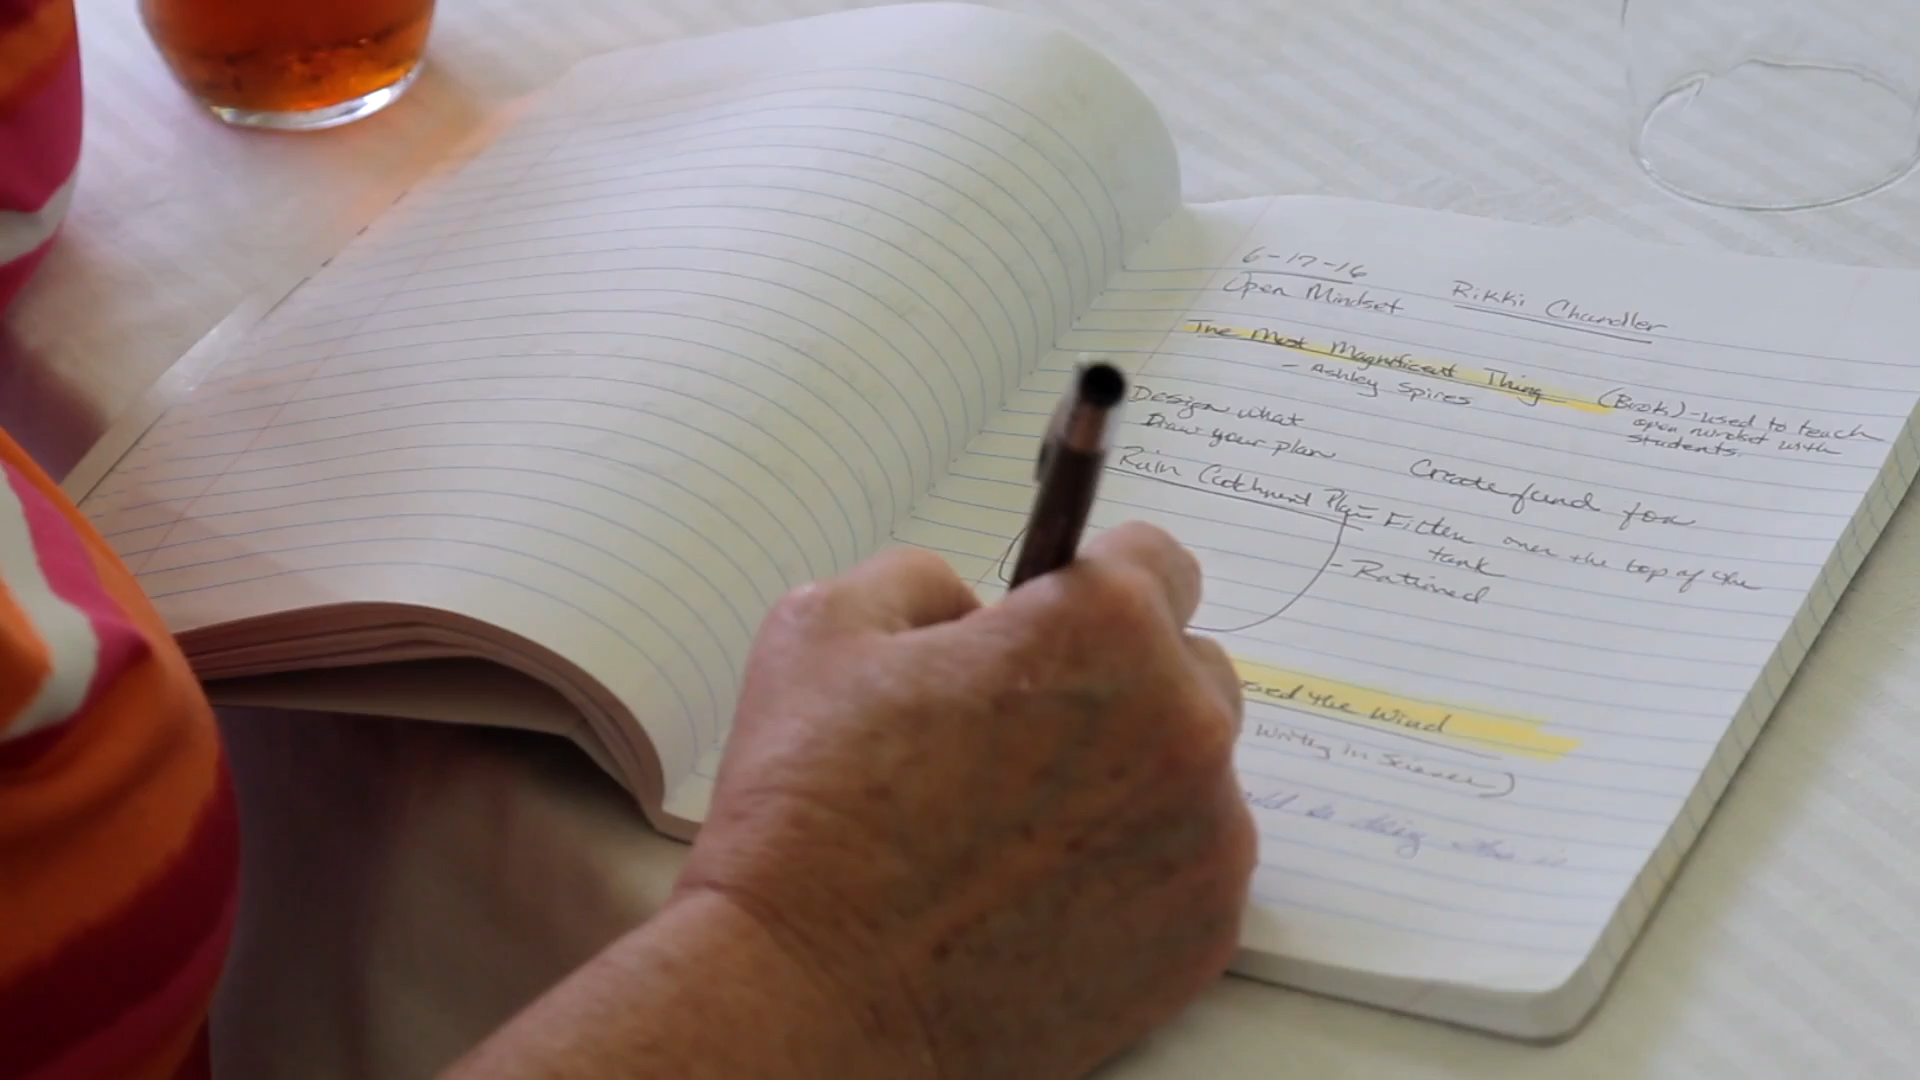 6-17-16
Open Mindset Rikki Chandler
The Most Magnificent Thing (Book) - used to teach
- Ashley Spires open mindset with
students.
Design what
Draw your plan
Create fund for
Rain Catchment Plan = Filter over the top of the
tank
- Rationed
the Wind
Writing in Science)